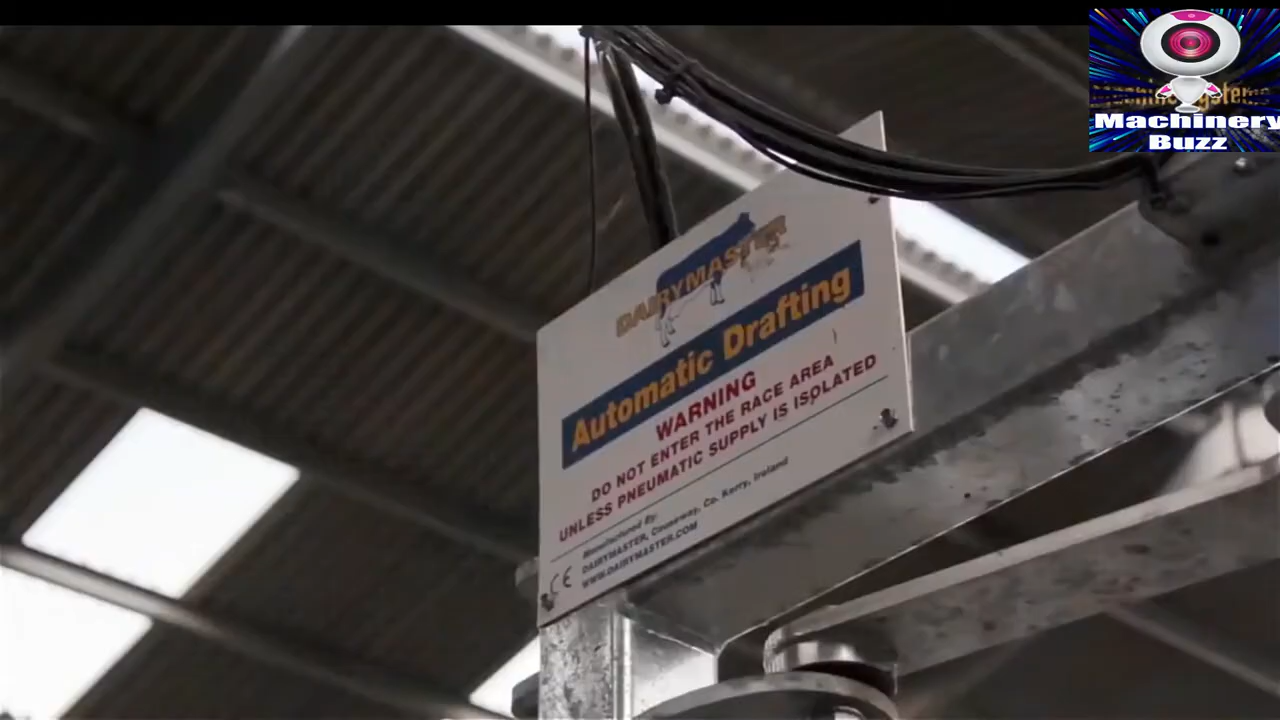 DAIRYMASTER
Automatic Drafting
WARNING
DO NOT ENTER THE RACE AREA
UNLESS PNEUMATIC SUPPLY IS ISOLATED
Manufactured By:
DAIRYMASTER, Causeway, Co. Kerry, Ireland
WWW.DAIRYMASTER.COM
CE
Machinery
Buzz